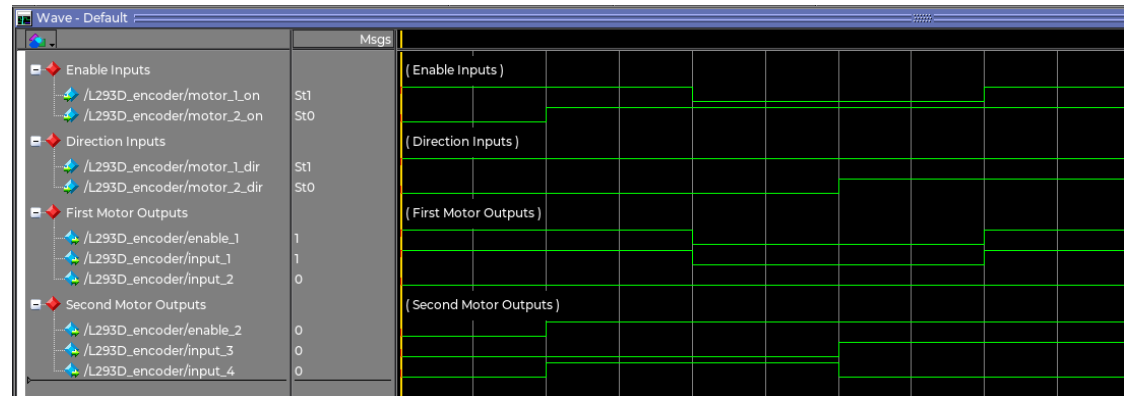 Wave - Default
Msgs
Enable Inputs ( Enable Inputs )
/L293D_encoder/motor_1_on St1
/L293D_encoder/motor_2_on St0
Direction Inputs ( Direction Inputs )
/L293D_encoder/motor_1_dir St1
/L293D_encoder/motor_2_dir St0
First Motor Outputs ( First Motor Outputs )
/L293D_encoder/enable_1 1
/L293D_encoder/input_1 1
/L293D_encoder/input_2 0
Second Motor Outputs ( Second Motor Outputs )
/L293D_encoder/enable_2 0
/L293D_encoder/input_3 0
/L293D_encoder/input_4 0